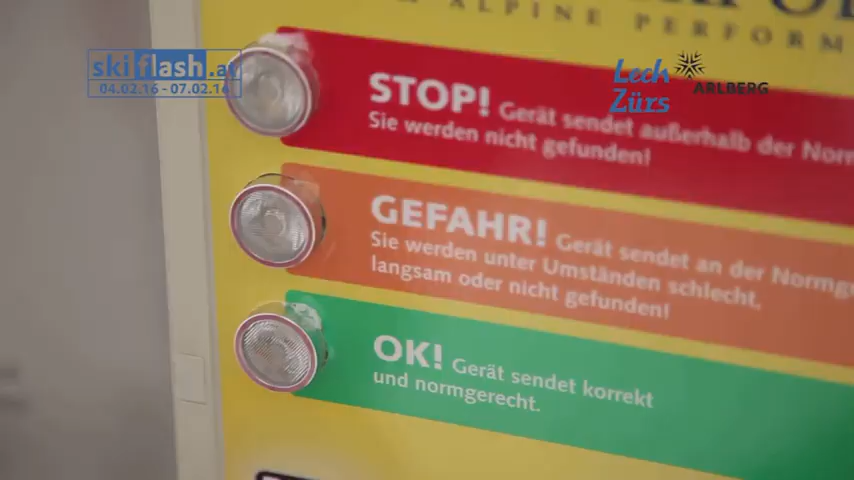 ALPINE PERFORM
skiflash.at
04.02.16 - 07.02.16
Lech
Zürs
ARLBERG
STOP! Gerät sendet außerhalb der Norm
Sie werden nicht gefunden!
GEFAHR! Gerät sendet an der Normgr
Sie werden unter Umständen schlecht,
langsam oder nicht gefunden!
OK! Gerät sendet korrekt
und normgerecht.